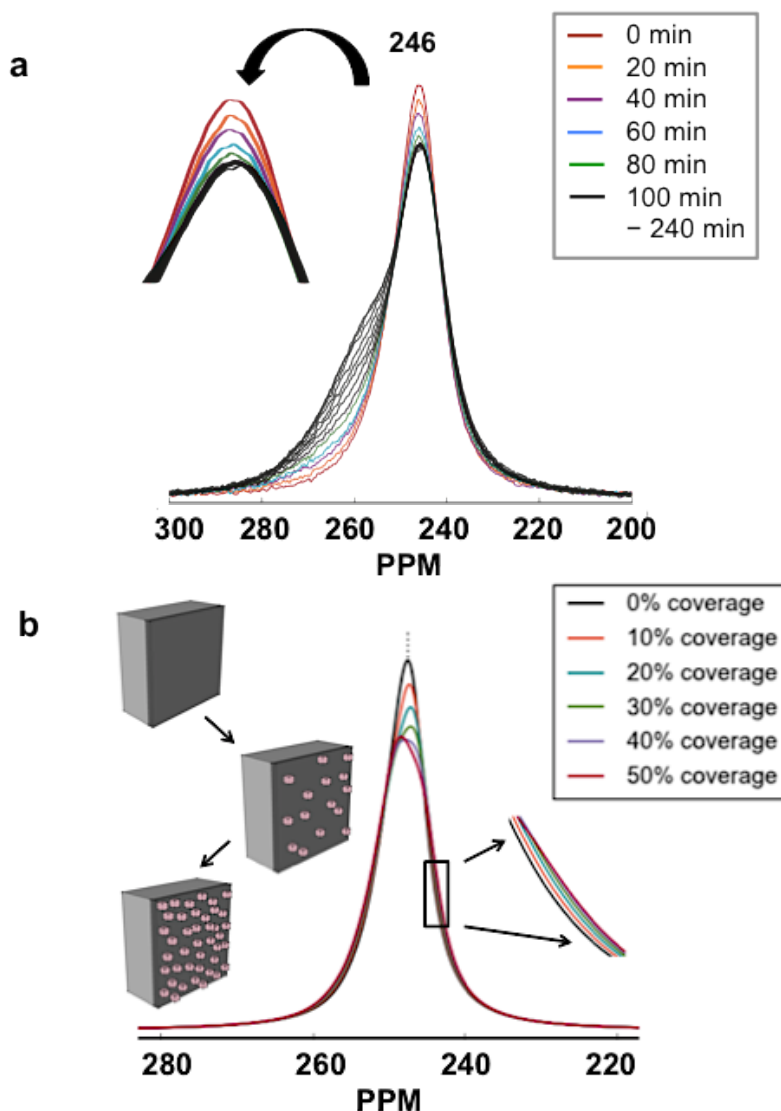 a
246
0 min
20 min
40 min
60 min
80 min
100 min
– 240 min
300 280 260 240 220 200
PPM
b
0% coverage
10% coverage
20% coverage
30% coverage
40% coverage
50% coverage
280 260 240 220
PPM